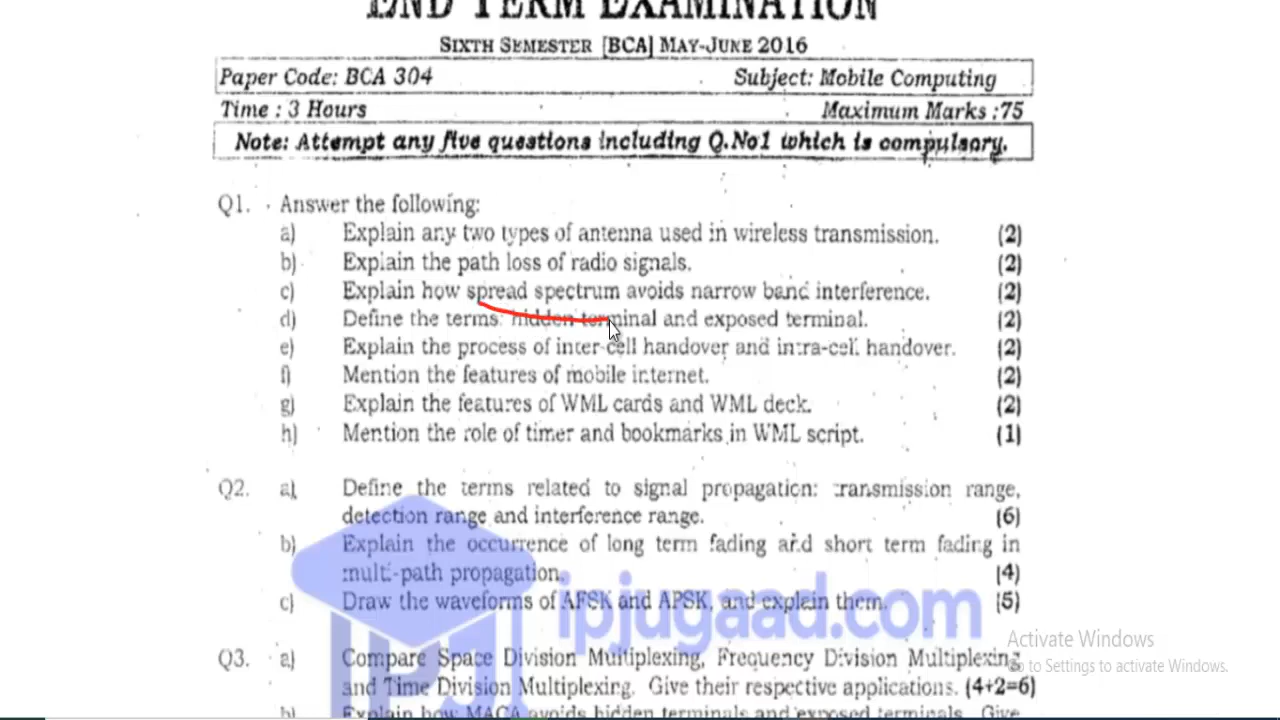 END TERM EXAMINATION
SIXTH SEMESTER [BCA] MAY-JUNE 2016
Paper Code: BCA 304 Subject: Mobile Computing
Time : 3 Hours Maximum Marks :75
Note: Attempt any five questions including Q.No1 which is compulsory.
Q1. Answer the following:
a) Explain any two types of antenna used in wireless transmission. (2)
b) Explain the path loss of radio signals. (2)
c) Explain how spread spectrum avoids narrow band interference. (2)
d) Define the terms: hidden terminal and exposed terminal. (2)
e) Explain the process of inter-cell handover and intra-cell handover. (2)
f) Mention the features of mobile internet. (2)
g) Explain the features of WML cards and WML deck. (2)
h) Mention the role of timer and bookmarks in WML script. (1)
Q2. a) Define the terms related to signal propagation: transmission range,
detection range and interference range. (6)
b) Explain the occurrence of long term fading and short term fading in
multi-path propagation. (4)
c) Draw the waveforms of AFSK and APSK, and explain them. (5)
ipjugaad.com
IPJ
Activate Windows
Go to Settings to activate Windows.
Q3. a) Compare Space Division Multiplexing, Frequency Division Multiplexing
and Time Division Multiplexing. Give their respective applications. (4+2=6)
b) Explain how MACA avoids hidden terminals and exposed terminals. Give